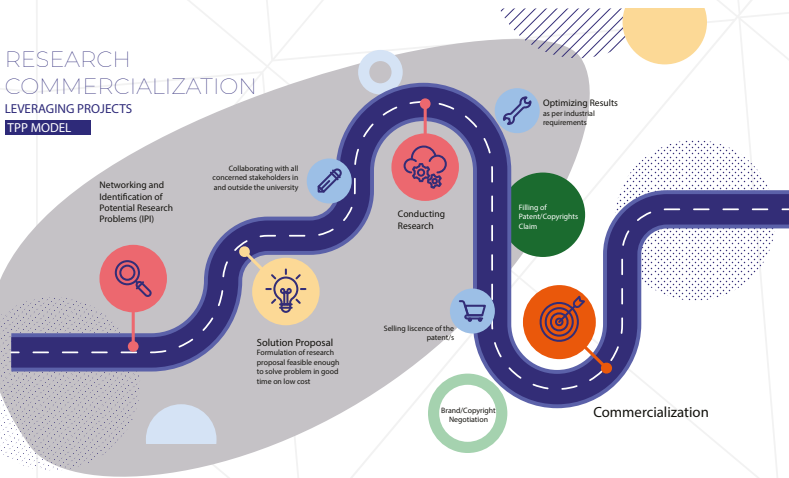 RESEARCH
COMMERCIALIZATION
LEVERAGING PROJECTS
TPP MODEL
Networking and
Identification of
Potential Research
Problems (IPI)
Solution Proposal
Formulation of research
proposal feasible enough
to solve problem in good
time on low cost
Collaborating with all
concerned stakeholders in
and outside the university
Conducting
Research
Optimizing Results
as per industrial
requirements
Filling of
Patent/Copyrights
Claim
Selling liscence of the
patent/s
Brand/Copyright
Negotiation
Commercialization